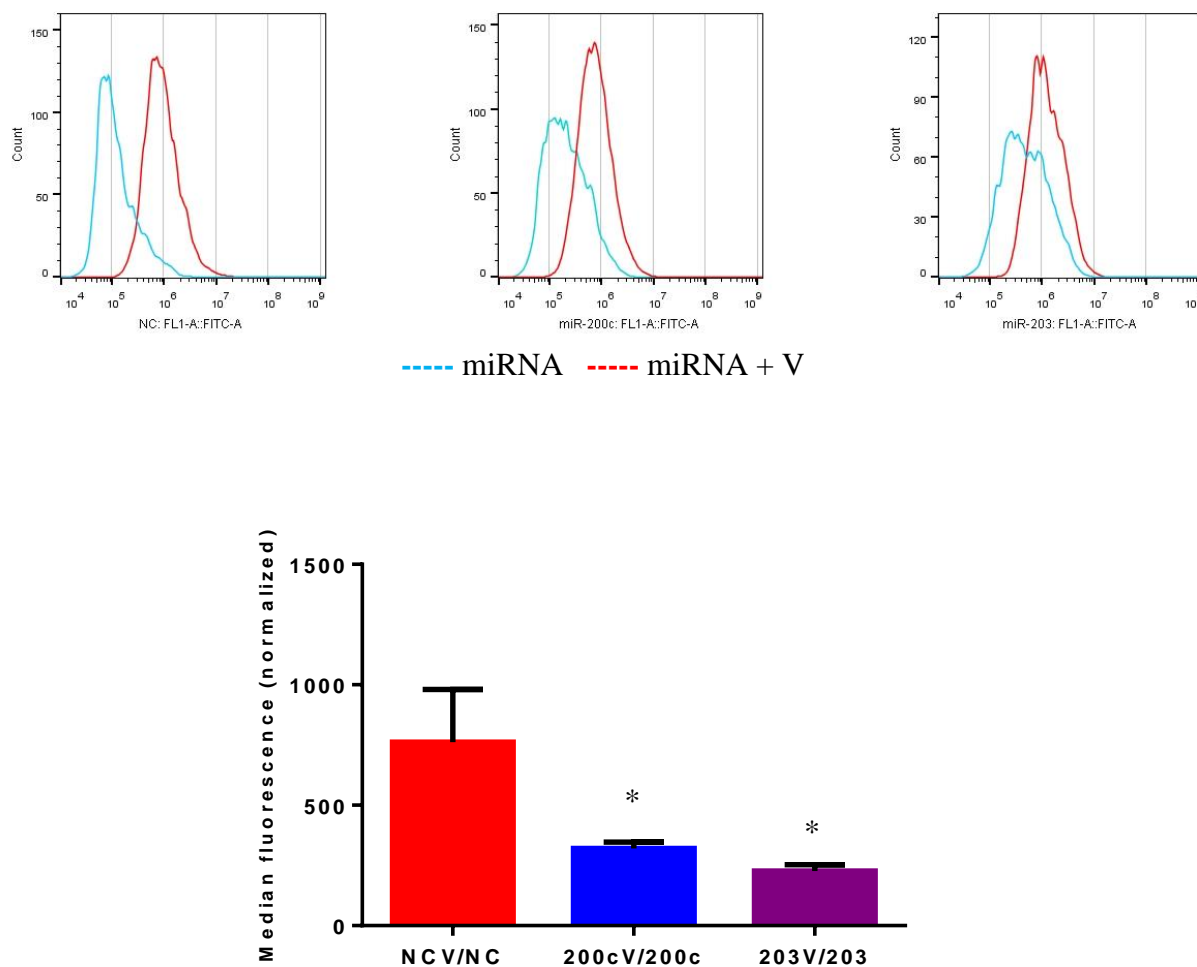 150
100
50
0
Count
10^4 10^5 10^6 10^7 10^8 10^9
NC: FL1-A::FITC-A
150
100
50
0
Count
10^4 10^5 10^6 10^7 10^8 10^9
miR-200c: FL1-A::FITC-A
120
90
60
30
0
Count
10^4 10^5 10^6 10^7 10^8
miR-203: FL1-A::FITC-A
miRNA miRNA + V
Median fluorescence (normalized)
1500
1000
500
0
*
*
NCV/NC 200cV/200c 203V/203